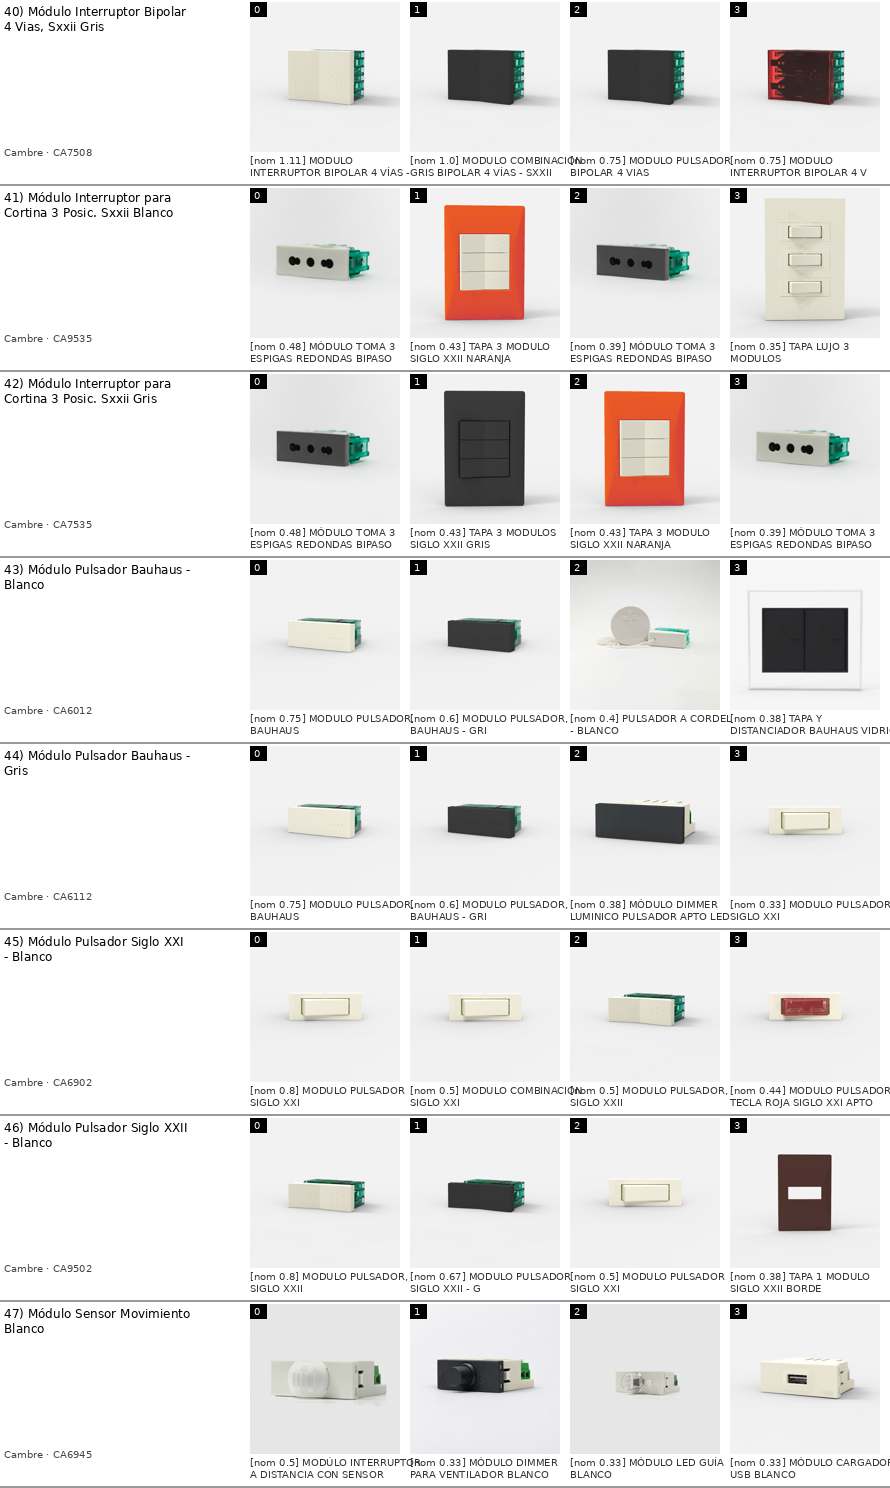 40) Módulo Interruptor Bipolar
4 Vias, Sxxii Gris
Cambre · CA7508
0
1
2
3
[nom 1.11] MODULO
INTERRUPTOR BIPOLAR 4 VÍAS -
[nom 1.0] MODULO COMBINACIÓN
GRIS BIPOLAR 4 VÍAS - SXXII
[nom 0.75] MODULO PULSADOR
BIPOLAR 4 VIAS
[nom 0.75] MODULO
INTERRUPTOR BIPOLAR 4 V
41) Módulo Interruptor para
Cortina 3 Posic. Sxxii Blanco
Cambre · CA9535
0
1
2
3
[nom 0.48] MÓDULO TOMA 3
ESPIGAS REDONDAS BIPASO
[nom 0.43] TAPA 3 MODULO
SIGLO XXII NARANJA
[nom 0.39] MÓDULO TOMA 3
ESPIGAS REDONDAS BIPASO
[nom 0.35] TAPA LUJO 3
MODULOS
42) Módulo Interruptor para
Cortina 3 Posic. Sxxii Gris
Cambre · CA7535
0
1
2
3
[nom 0.48] MÓDULO TOMA 3
ESPIGAS REDONDAS BIPASO
[nom 0.43] TAPA 3 MODULOS
SIGLO XXII GRIS
[nom 0.43] TAPA 3 MODULO
SIGLO XXII NARANJA
[nom 0.39] MÓDULO TOMA 3
ESPIGAS REDONDAS BIPASO
43) Módulo Pulsador Bauhaus -
Blanco
Cambre · CA6012
0
1
2
3
[nom 0.75] MODULO PULSADOR,
BAUHAUS
[nom 0.6] MODULO PULSADOR,
BAUHAUS - GRI
[nom 0.4] PULSADOR A CORDEL
- BLANCO
[nom 0.38] TAPA Y
DISTANCIADOR BAUHAUS VIDRI
44) Módulo Pulsador Bauhaus -
Gris
Cambre · CA6112
0
1
2
3
[nom 0.75] MODULO PULSADOR,
BAUHAUS
[nom 0.6] MODULO PULSADOR,
BAUHAUS - GRI
[nom 0.38] MÓDULO DIMMER
LUMINICO PULSADOR APTO LED
[nom 0.33] MODULO PULSADOR
SIGLO XXI
45) Módulo Pulsador Siglo XXI
- Blanco
Cambre · CA6902
0
1
2
3
[nom 0.8] MODULO PULSADOR
SIGLO XXI
[nom 0.5] MODULO COMBINACIÓN
SIGLO XXI
[nom 0.5] MODULO PULSADOR,
SIGLO XXII
[nom 0.44] MODULO PULSADOR
TECLA ROJA SIGLO XXI APTO
46) Módulo Pulsador Siglo XXII
- Blanco
Cambre · CA9502
0
1
2
3
[nom 0.8] MODULO PULSADOR,
SIGLO XXII
[nom 0.67] MODULO PULSADOR
SIGLO XXII - G
[nom 0.5] MODULO PULSADOR
SIGLO XXI
[nom 0.38] TAPA 1 MODULO
SIGLO XXII BORDE
47) Módulo Sensor Movimiento
Blanco
Cambre · CA6945
0
1
2
3
[nom 0.5] MODÚLO INTERRUPTOR
A DISTANCIA CON SENSOR
[nom 0.33] MÓDULO DIMMER
PARA VENTILADOR BLANCO
[nom 0.33] MÓDULO LED GUÍA
BLANCO
[nom 0.33] MÓDULO CARGADOR
USB BLANCO